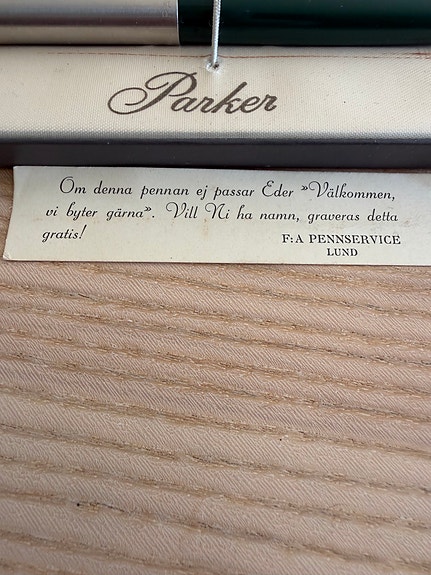 Parker
Om denna pennan ej passar Eder »Välkommen,
vi byter gärna». Vill Ni ha namn, graveras detta
gratis!
F:A PENNSERVICE
LUND